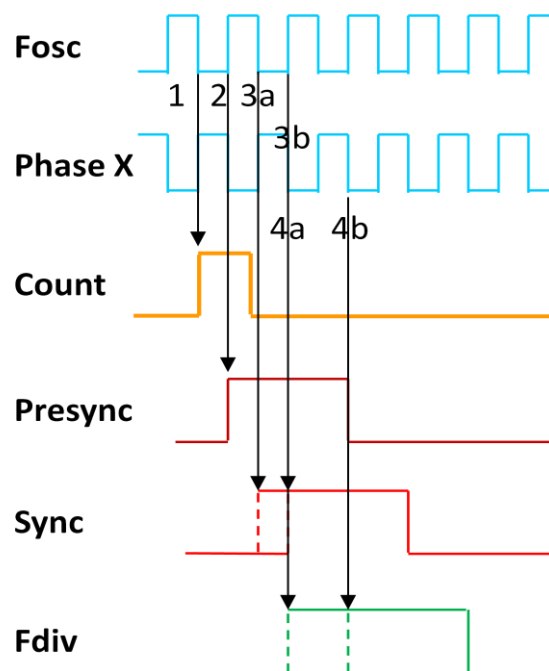 Fosc
1 2 3a
3b
Phase X
4a 4b
Count
Presync
Sync
Fdiv